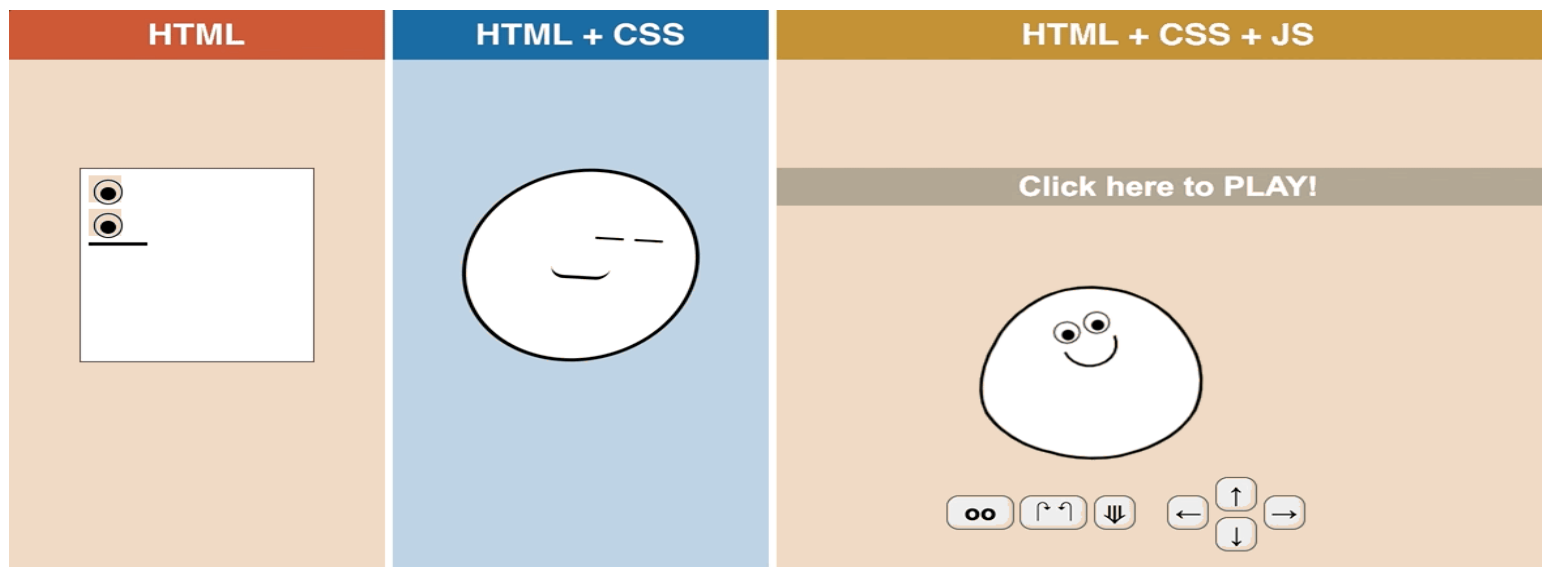 HTML
HTML + CSS
HTML + CSS + JS
Click here to PLAY!
oo
↑
← →
↓